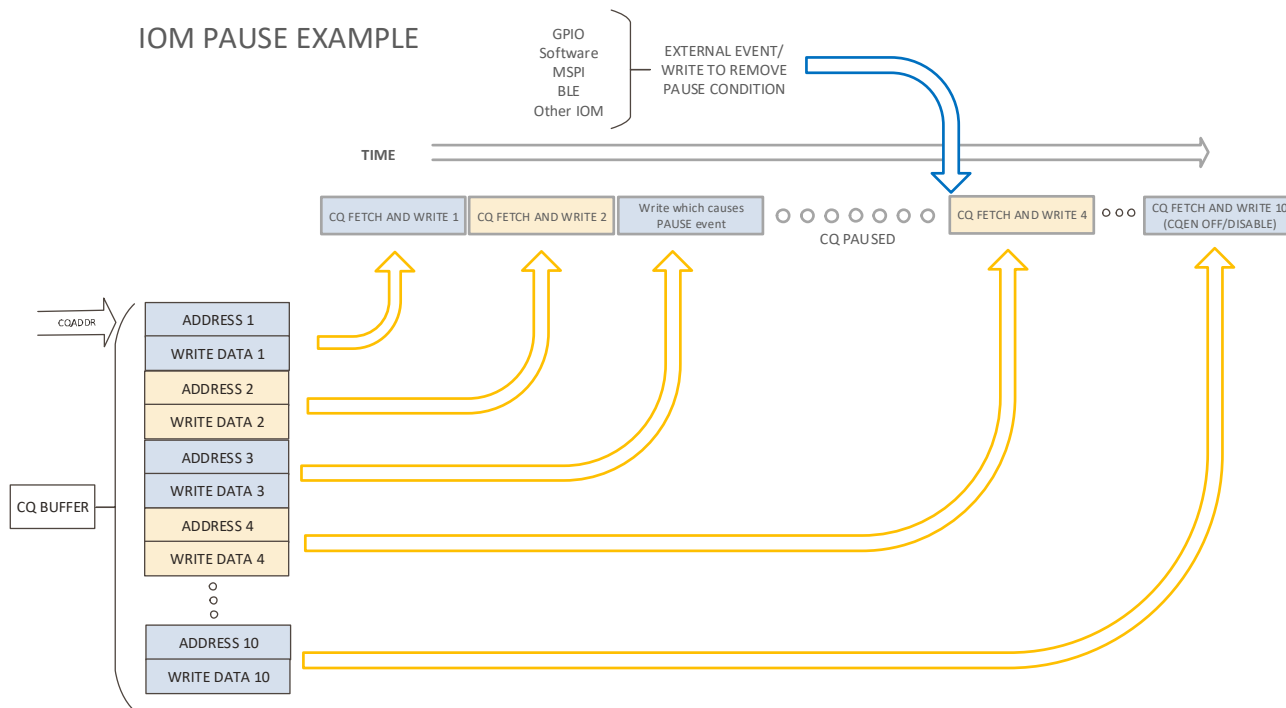 IOM PAUSE EXAMPLE
GPIO
Software
MSPI
BLE
Other IOM
EXTERNAL EVENT/
WRITE TO REMOVE
PAUSE CONDITION
TIME
CQ FETCH AND WRITE 1
CQ FETCH AND WRITE 2
Write which causes
PAUSE event
CQ PAUSED
CQ FETCH AND WRITE 4
CQ FETCH AND WRITE 10
(CQEN OFF/DISABLE)
CQADDR
ADDRESS 1
WRITE DATA 1
ADDRESS 2
WRITE DATA 2
ADDRESS 3
WRITE DATA 3
CQ BUFFER
ADDRESS 4
WRITE DATA 4
ADDRESS 10
WRITE DATA 10